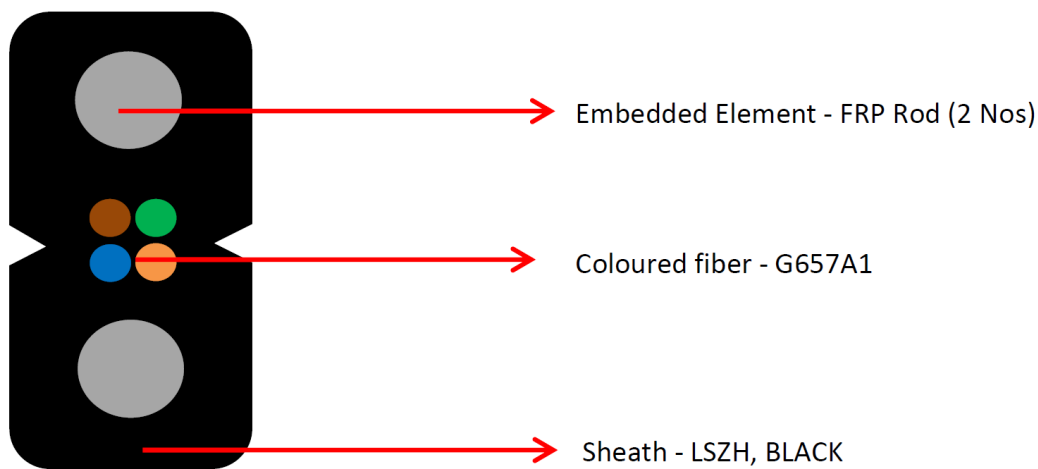 Embedded Element - FRP Rod (2 Nos)
Coloured fiber - G657A1
Sheath - LSZH, BLACK